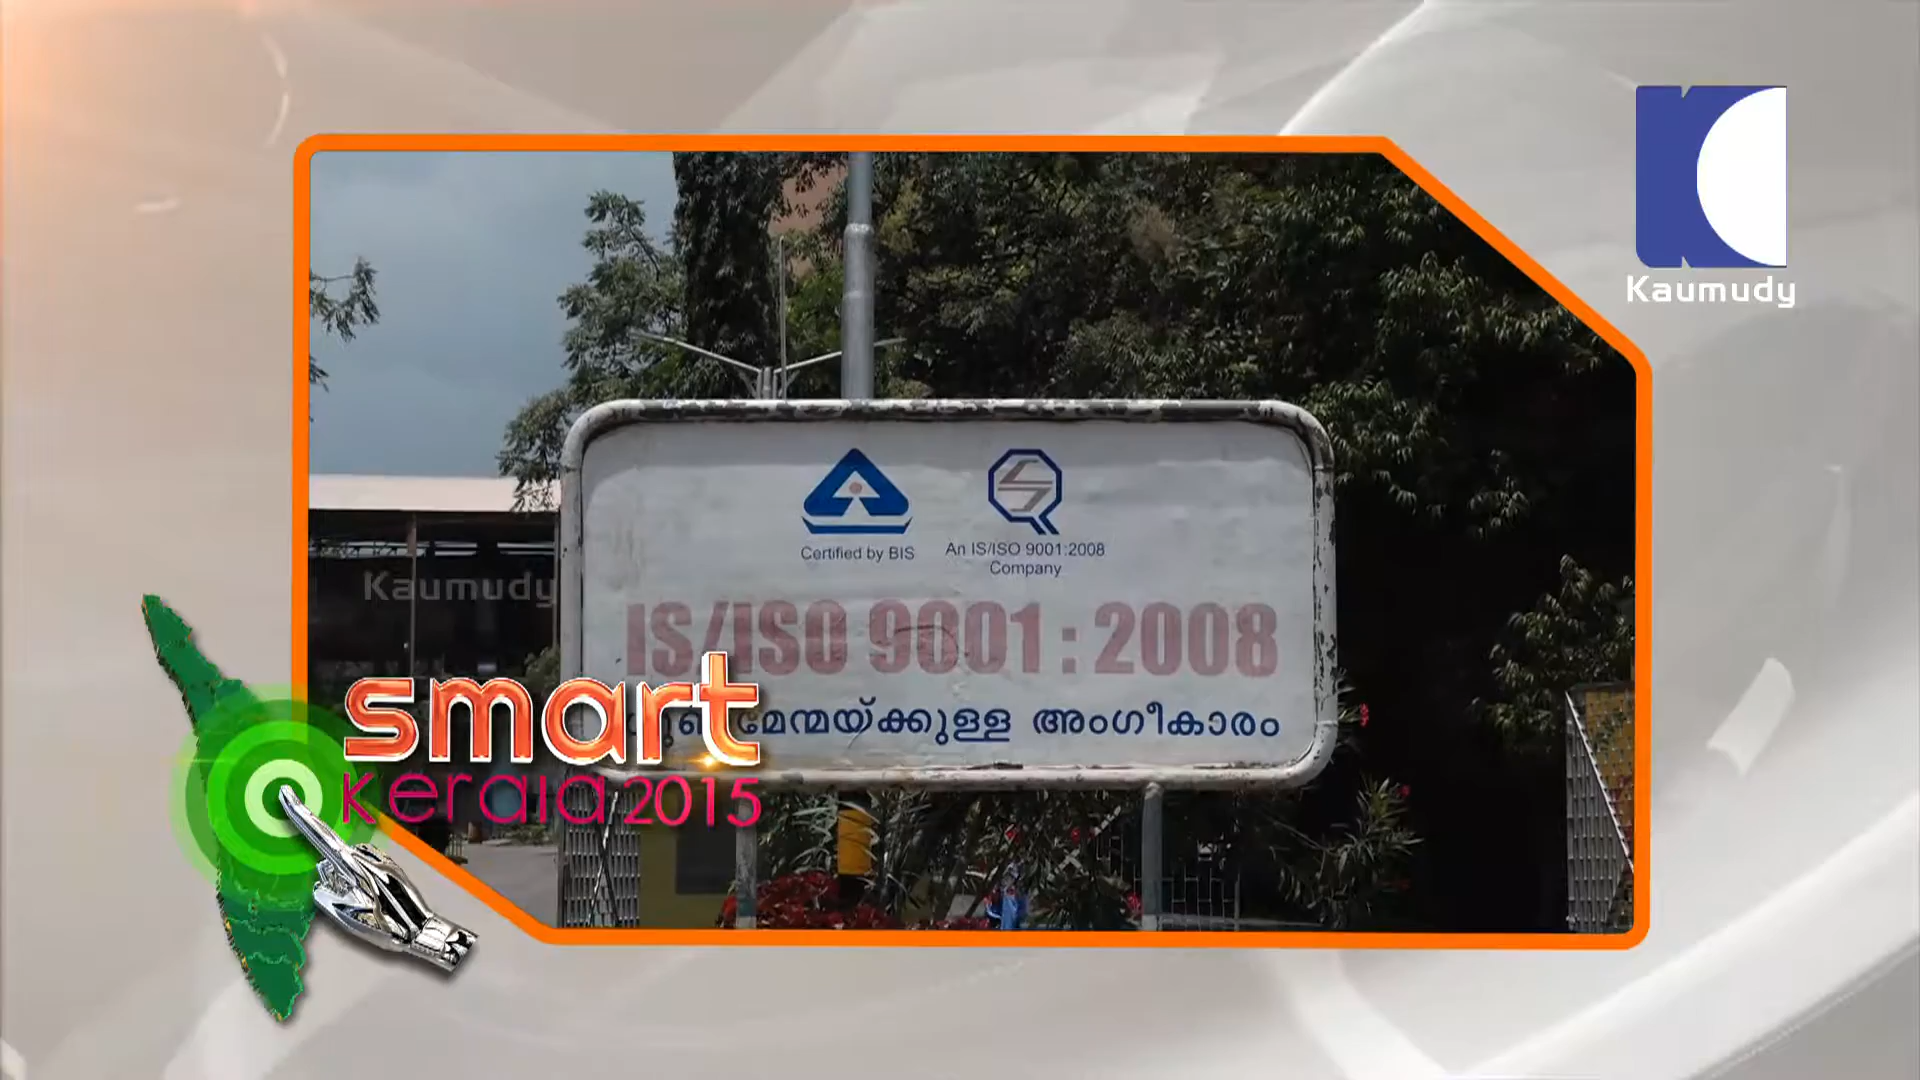 Kaumudy
Certified by BIS
An IS/ISO 9001:2008
Company
Kaumudy
IS/ISO 9001 : 2008
മേന്മയ്ക്കുള്ള അംഗീകാരം
smart
kerala 2015